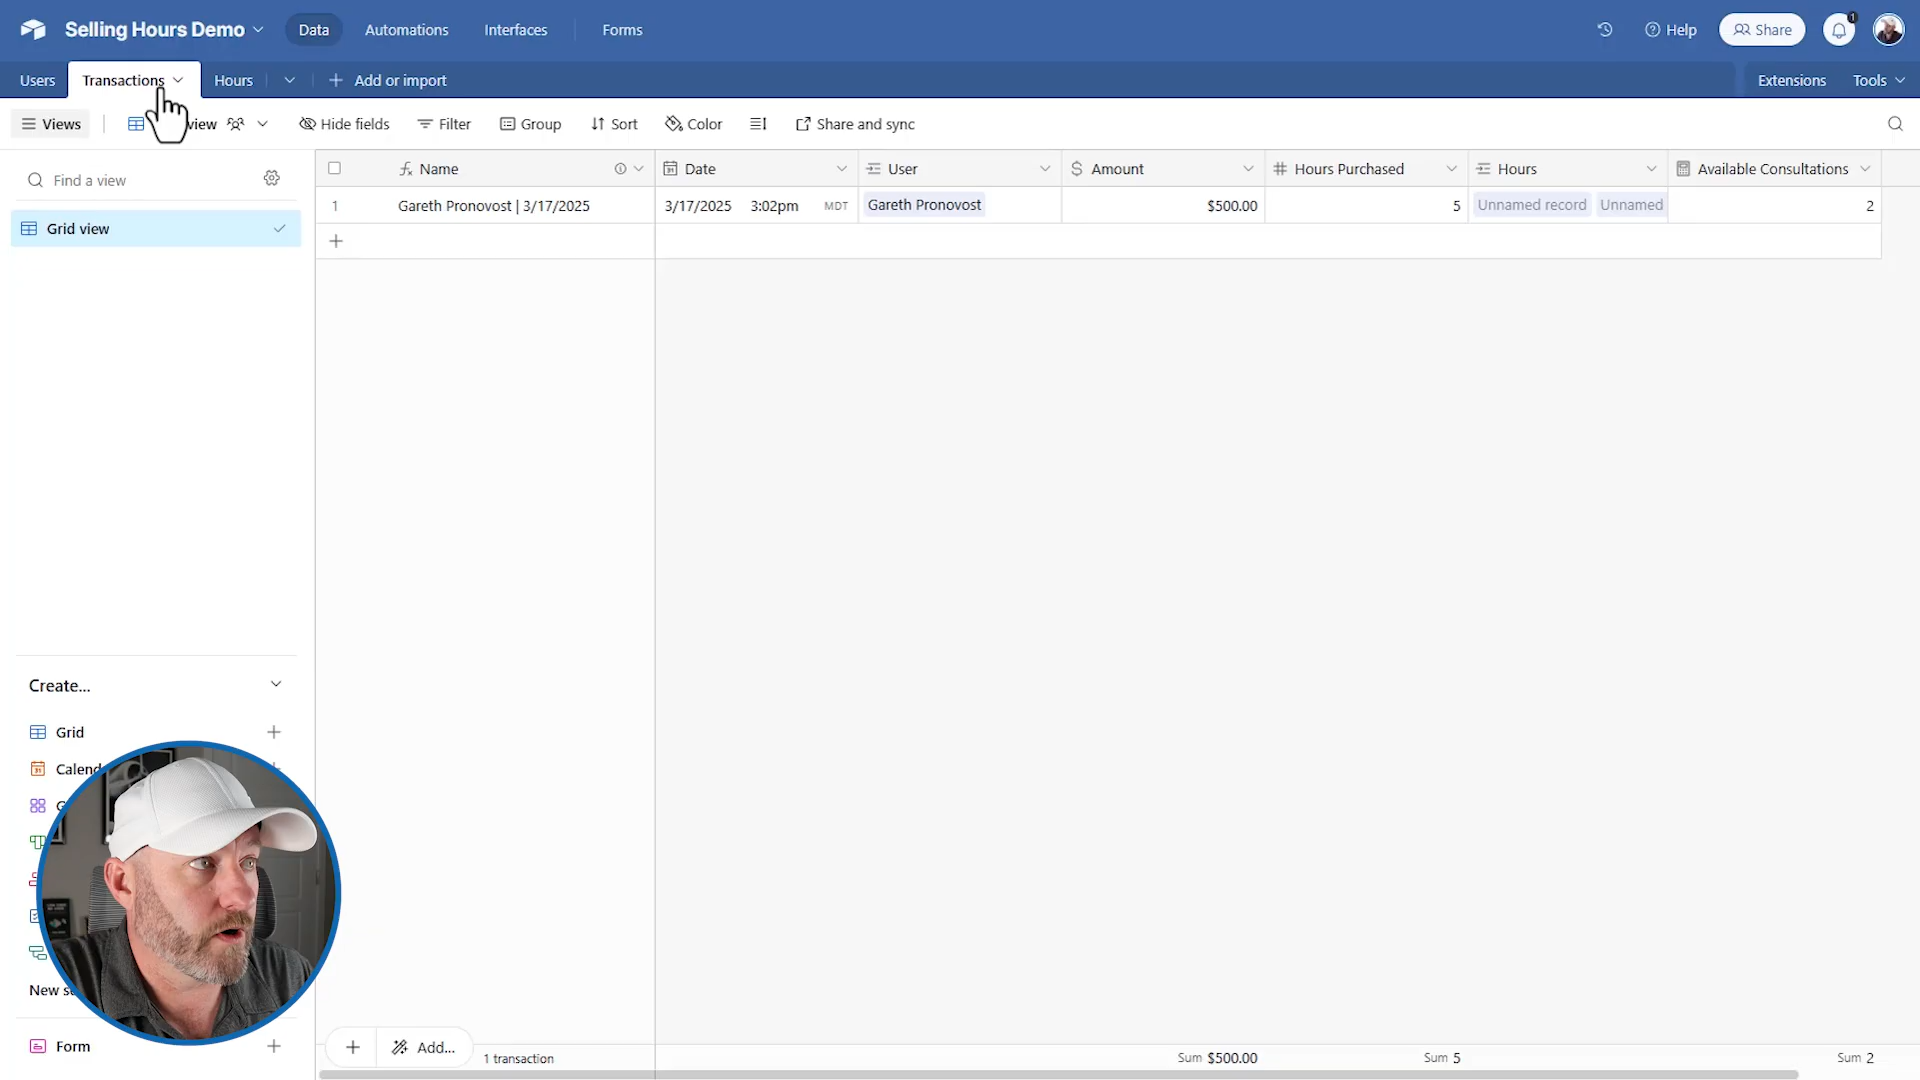 Selling Hours Demo Data Automations Interfaces Forms Help Share 1
Users Transactions Hours Add or import Extensions Tools
Views view Hide fields Filter Group Sort Color Share and sync
Find a view
Grid view
Name Date User Amount Hours Purchased Hours Available Consultations
1 Gareth Pronovost | 3/17/2025 3/17/2025 3:02pm MDT Gareth Pronovost $500.00 5 Unnamed record Unnamed 2
Create...
Grid
Calend
New s
Form
Add...
1 transaction Sum $500.00 Sum 5 Sum 2